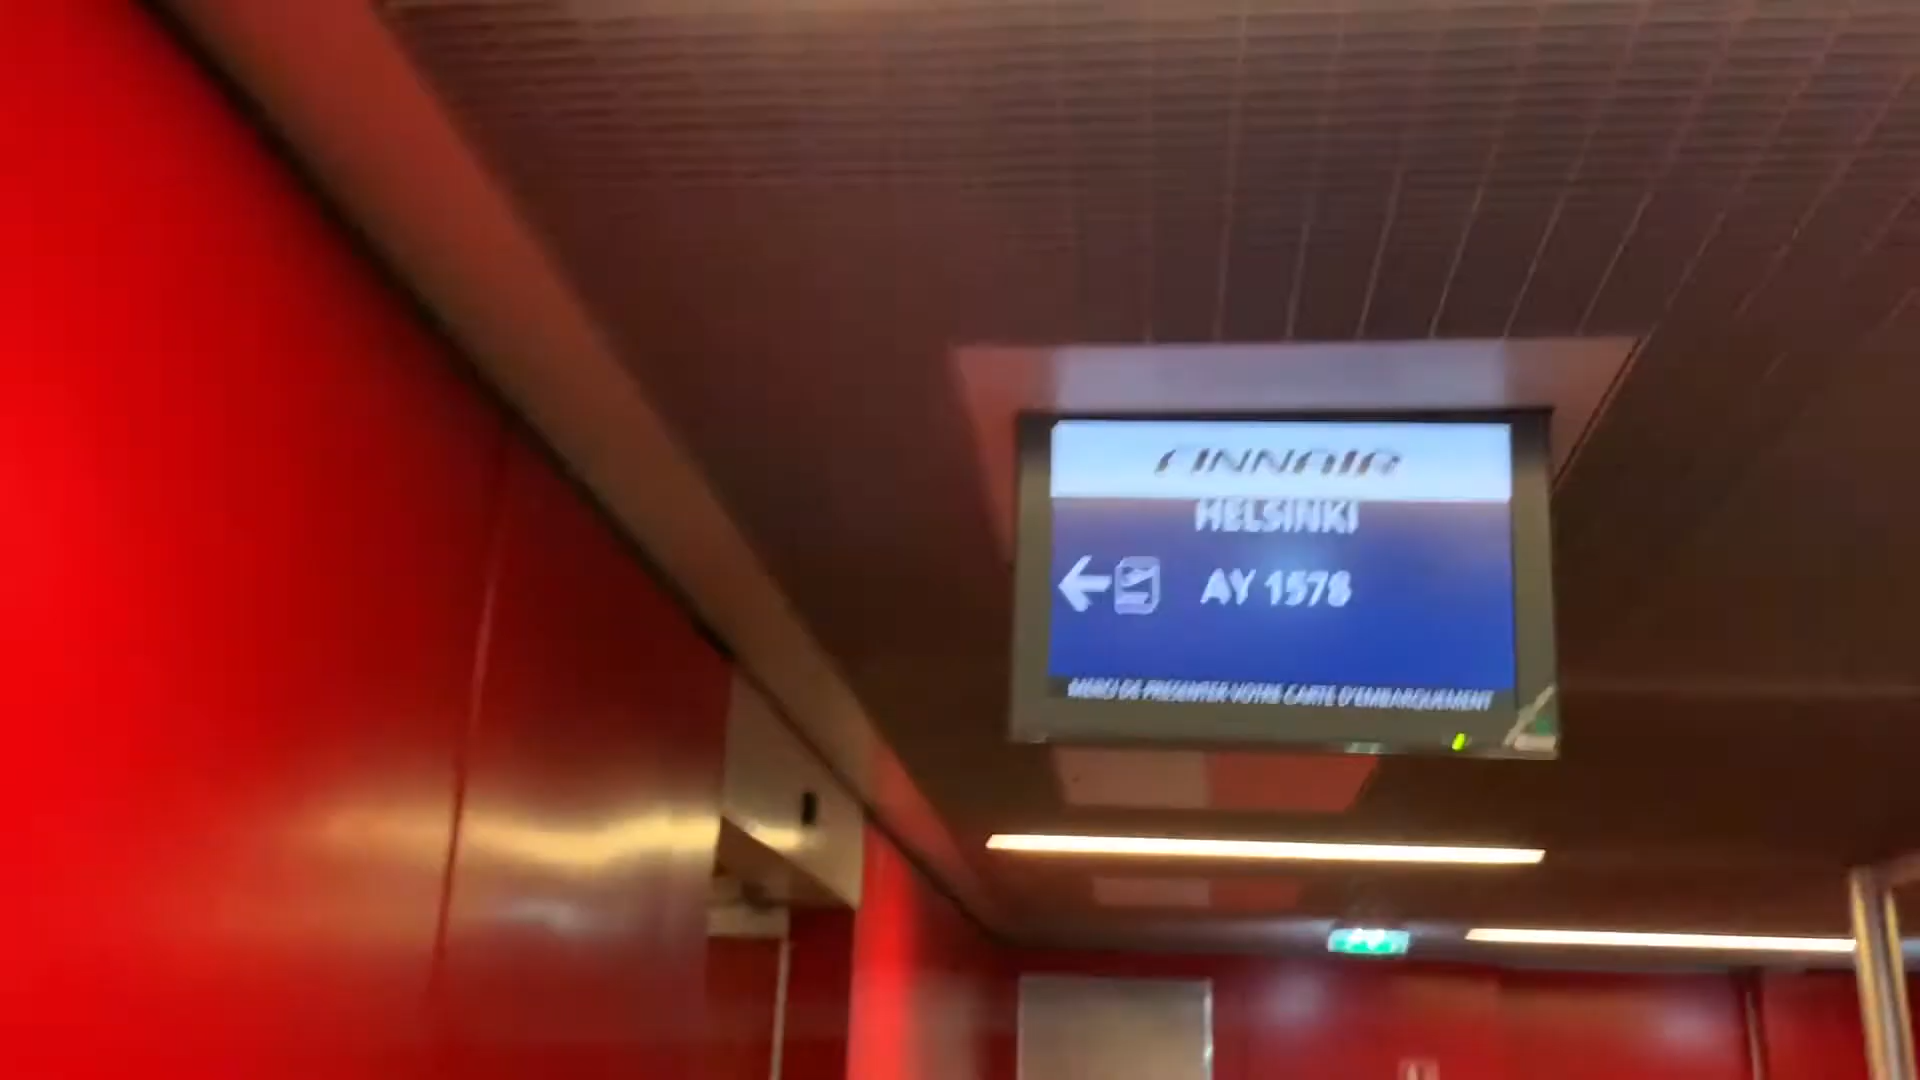 FINNAIR
HELSINKI
AY 1578
MERCI DE PRESENTER VOTRE CARTE D'EMBARQUEMENT